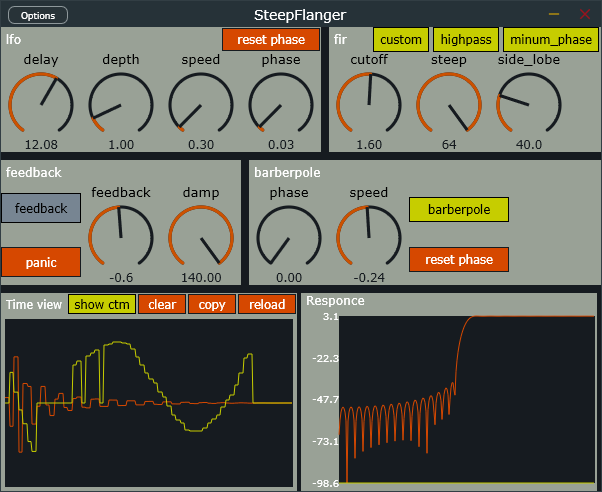 Options
SteepFlanger
lfo
reset phase
delay depth speed phase
12.08 1.00 0.30 0.03
fir
custom highpass minum_phase
cutoff steep side_lobe
1.60 64 40.0
feedback
feedback
panic
feedback damp
-0.6 140.00
barberpole
phase speed
0.00 -0.24
barberpole
reset phase
Time view
show ctm clear copy reload
Responce
3.1
-22.3
-47.7
-73.1
-98.6